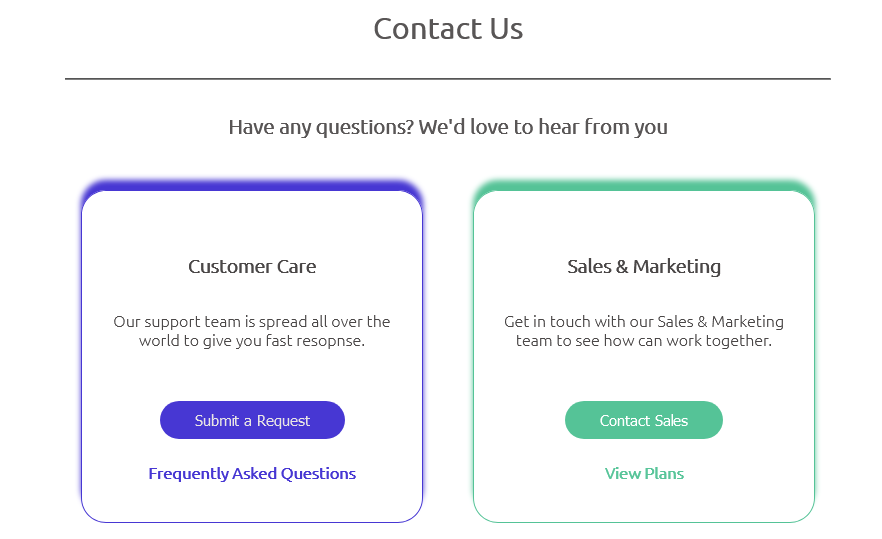 Contact Us
Have any questions? We'd love to hear from you
Customer Care
Our support team is spread all over the
world to give you fast resopnse.
Submit a Request
Frequently Asked Questions
Sales & Marketing
Get in touch with our Sales & Marketing
team to see how can work together.
Contact Sales
View Plans